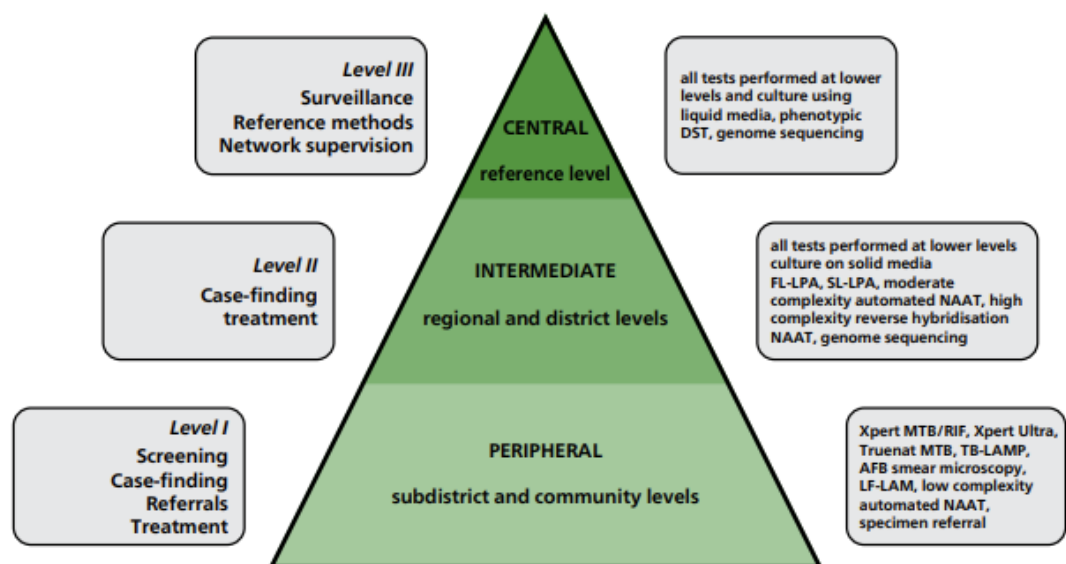 Level III
Surveillance
Reference methods
Network supervision
CENTRAL
reference level
all tests performed at lower
levels and culture using
liquid media, phenotypic
DST, genome sequencing
Level II
Case-finding
treatment
INTERMEDIATE
regional and district levels
all tests performed at lower levels
culture on solid media
FL-LPA, SL-LPA, moderate
complexity automated NAAT, high
complexity reverse hybridisation
NAAT, genome sequencing
Level I
Screening
Case-finding
Referrals
Treatment
PERIPHERAL
subdistrict and community levels
Xpert MTB/RIF, Xpert Ultra,
Truenat MTB, TB-LAMP,
AFB smear microscopy,
LF-LAM, low complexity
automated NAAT,
specimen referral